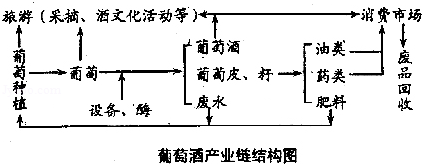 旅游（采摘、酒文化活动等）
消费市场
葡萄种植
葡萄
设备、酶
葡萄酒
葡萄皮、籽
废水
油类
药类
肥料
废品回收
葡萄酒产业链结构图